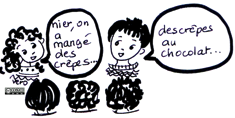 hier, on
a
mangé
des
crêpes...
des crêpes
au
chocolat...